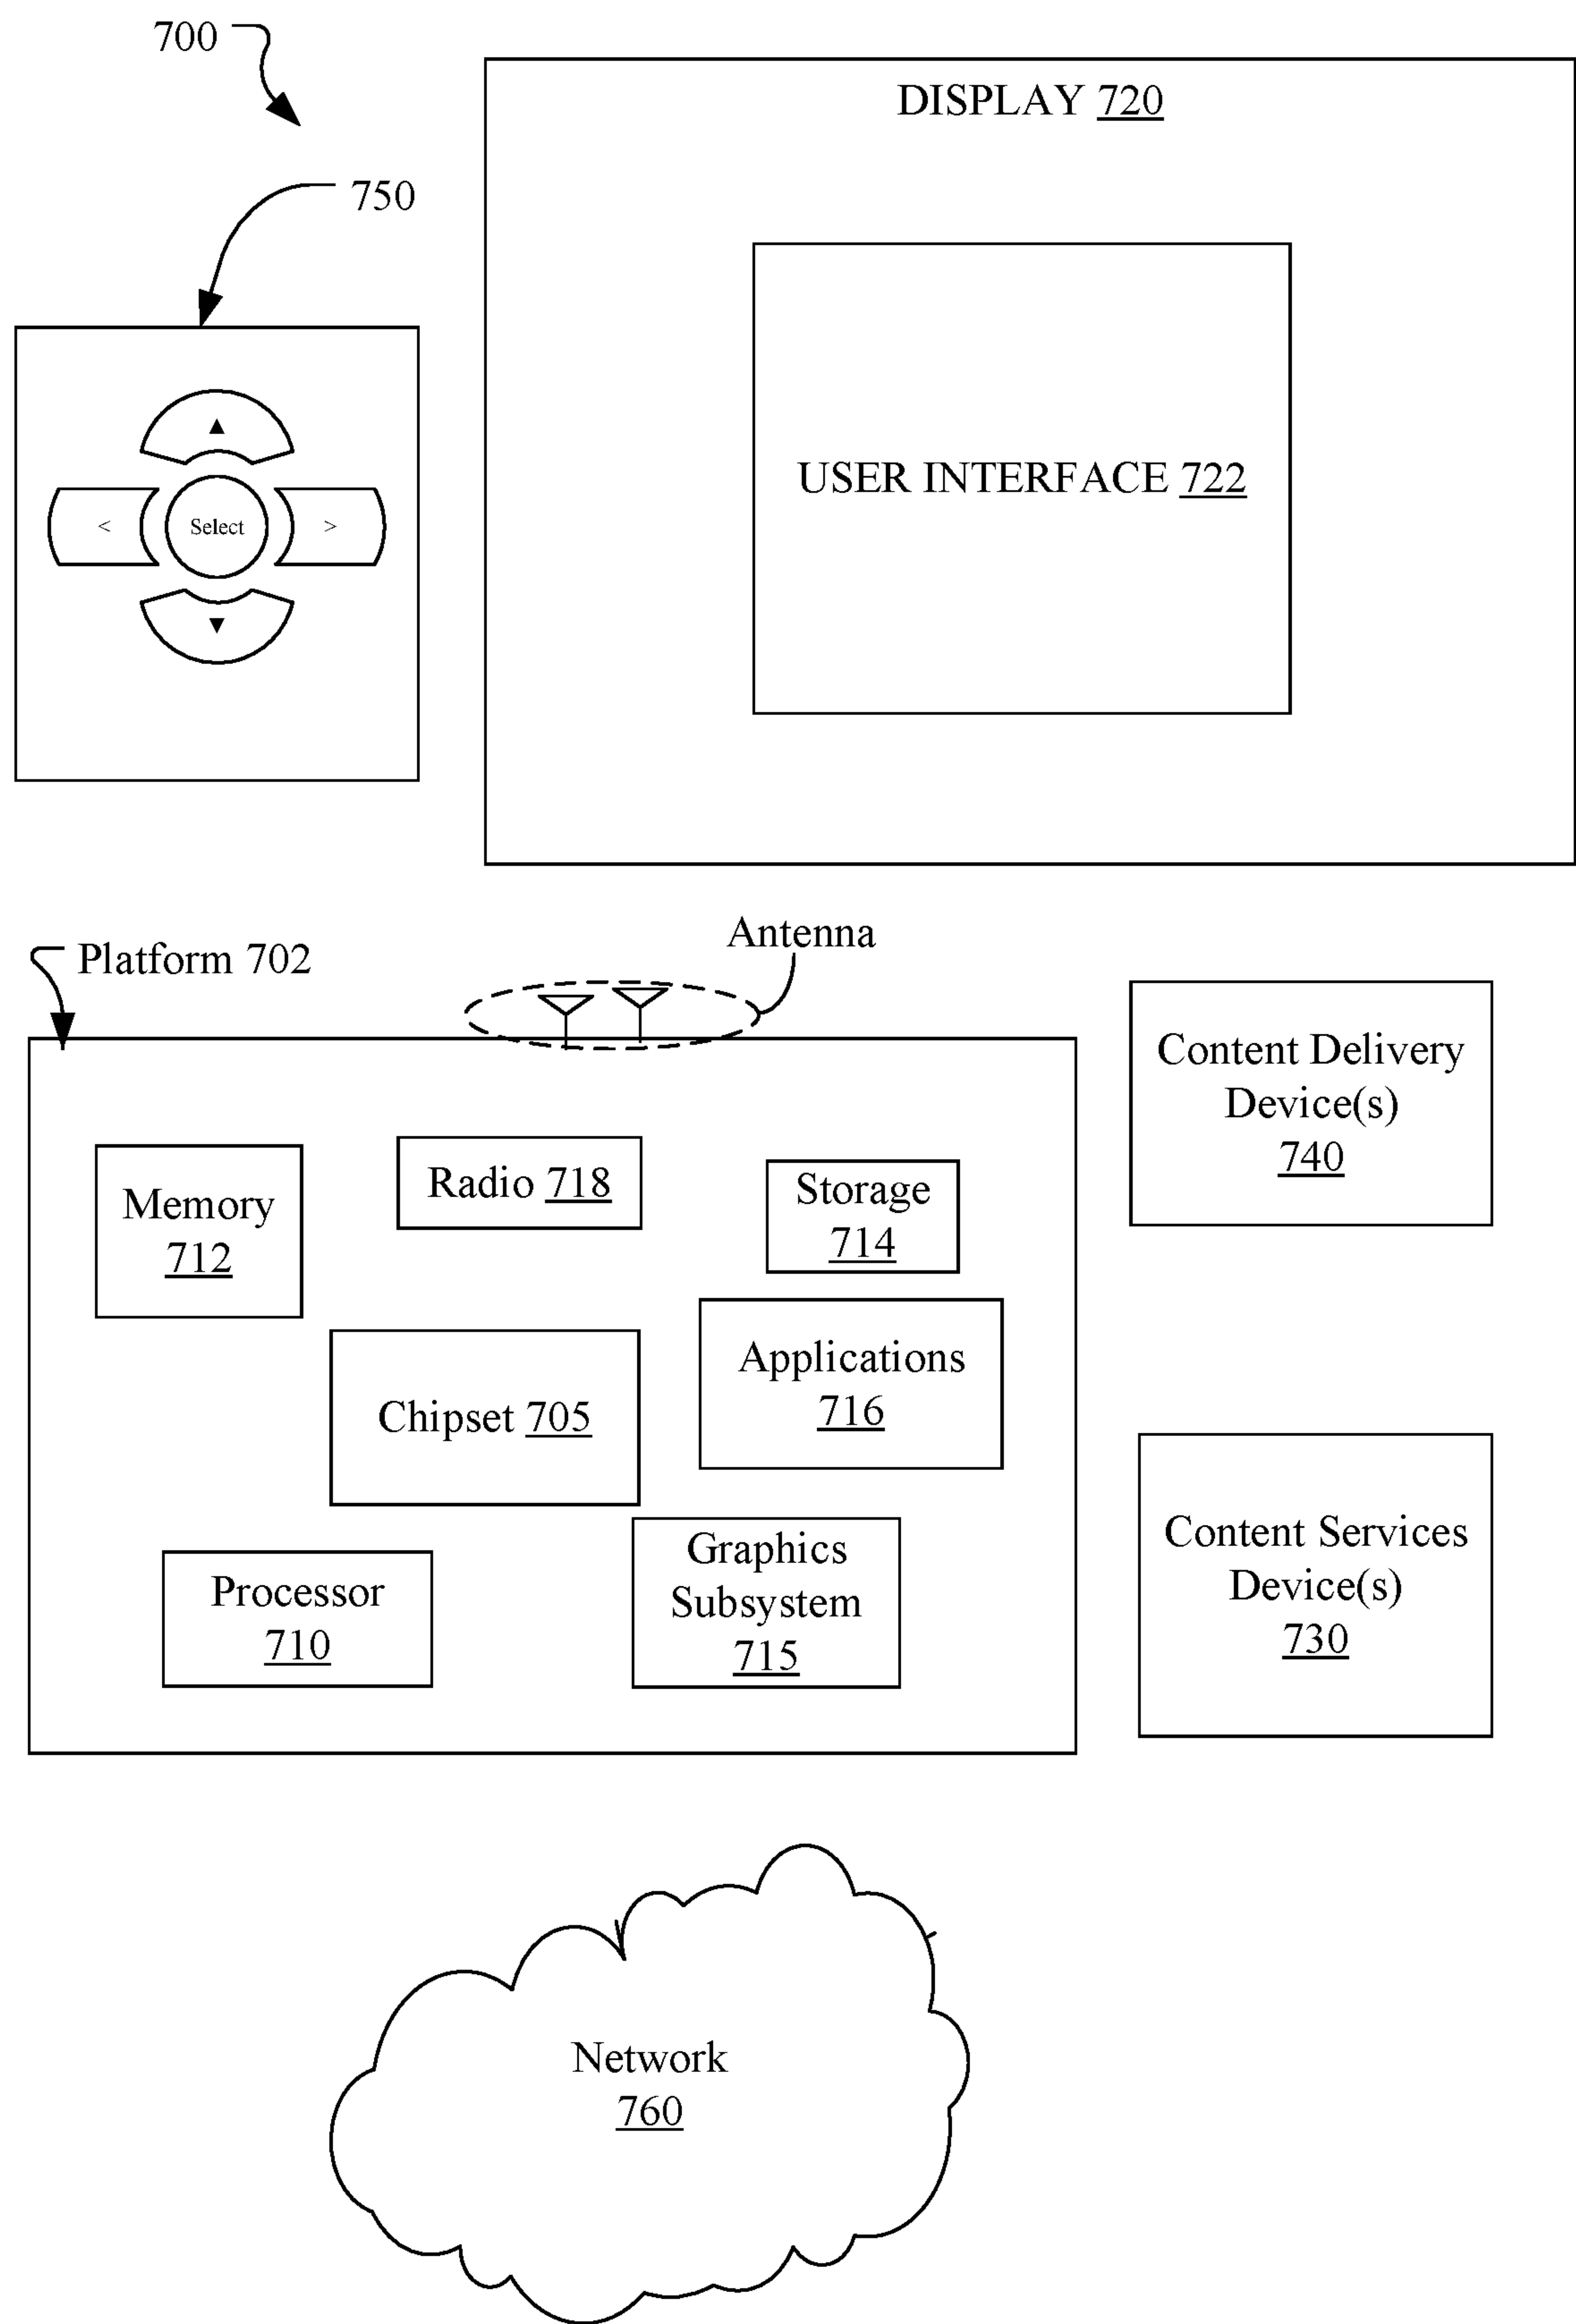 700
DISPLAY 720
750
USER INTERFACE 722
▲
< Select >
▼
Antenna
Platform 702
Content Delivery
Device(s)
740
Memory
712
Radio 718
Storage
714
Applications
716
Chipset 705
Content Services
Device(s)
730
Processor
710
Graphics
Subsystem
715
Network
760